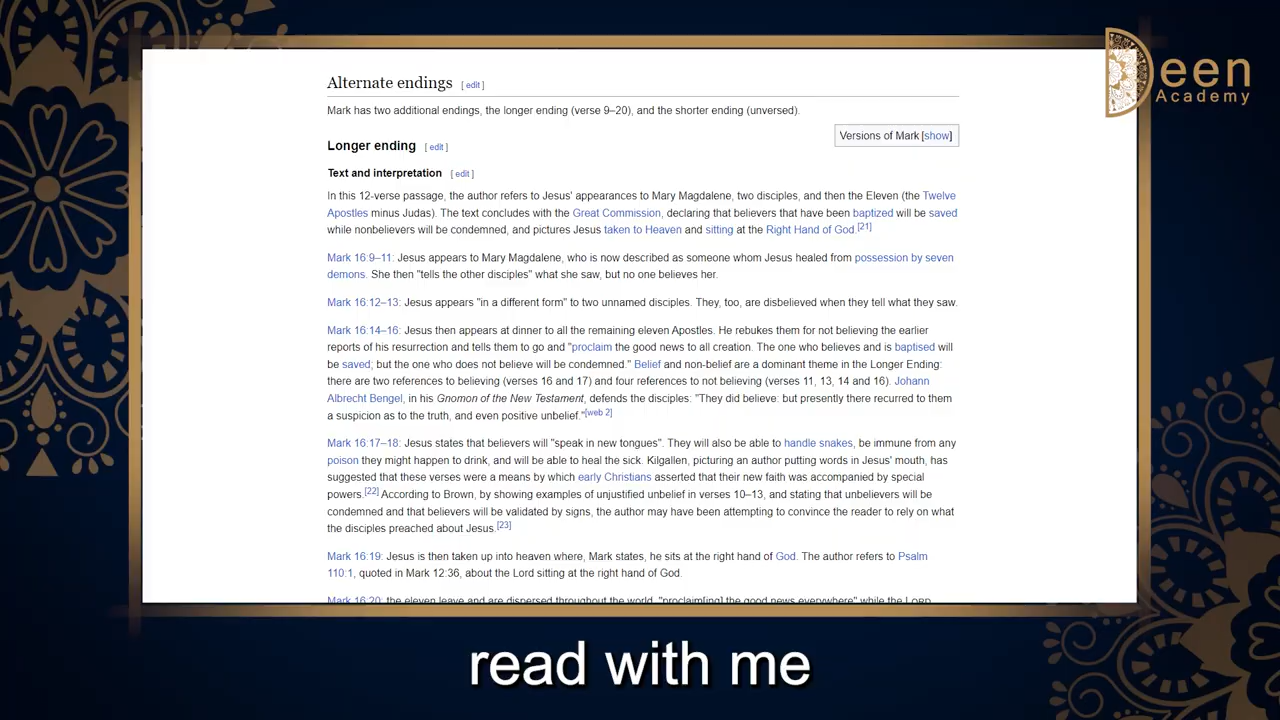 Deen
Academy
Alternate endings [ edit ]
Mark has two additional endings, the longer ending (verse 9–20), and the shorter ending (unversed).
Versions of Mark [show]
Longer ending [ edit ]
Text and interpretation [ edit ]
In this 12-verse passage, the author refers to Jesus' appearances to Mary Magdalene, two disciples, and then the Eleven (the Twelve
Apostles minus Judas). The text concludes with the Great Commission, declaring that believers that have been baptized will be saved
while nonbelievers will be condemned, and pictures Jesus taken to Heaven and sitting at the Right Hand of God.[21]
Mark 16:9–11: Jesus appears to Mary Magdalene, who is now described as someone whom Jesus healed from possession by seven
demons. She then "tells the other disciples" what she saw, but no one believes her.
Mark 16:12–13: Jesus appears "in a different form" to two unnamed disciples. They, too, are disbelieved when they tell what they saw.
Mark 16:14–16: Jesus then appears at dinner to all the remaining eleven Apostles. He rebukes them for not believing the earlier
reports of his resurrection and tells them to go and "proclaim the good news to all creation. The one who believes and is baptised will
be saved; but the one who does not believe will be condemned." Belief and non-belief are a dominant theme in the Longer Ending:
there are two references to believing (verses 16 and 17) and four references to not believing (verses 11, 13, 14 and 16). Johann
Albrecht Bengel, in his Gnomon of the New Testament, defends the disciples: "They did believe: but presently there recurred to them
a suspicion as to the truth, and even positive unbelief."[web 2]
Mark 16:17–18: Jesus states that believers will "speak in new tongues". They will also be able to handle snakes, be immune from any
poison they might happen to drink, and will be able to heal the sick. Kilgallen, picturing an author putting words in Jesus' mouth, has
suggested that these verses were a means by which early Christians asserted that their new faith was accompanied by special
powers.[22] According to Brown, by showing examples of unjustified unbelief in verses 10–13, and stating that unbelievers will be
condemned and that believers will be validated by signs, the author may have been attempting to convince the reader to rely on what
the disciples preached about Jesus.[23]
Mark 16:19: Jesus is then taken up into heaven where, Mark states, he sits at the right hand of God. The author refers to Psalm
110:1, quoted in Mark 12:36, about the Lord sitting at the right hand of God.
Mark 16:20: the eleven leave and are dispersed throughout the world, "proclaim[ing] the good news everywhere" while the LORD
read with me